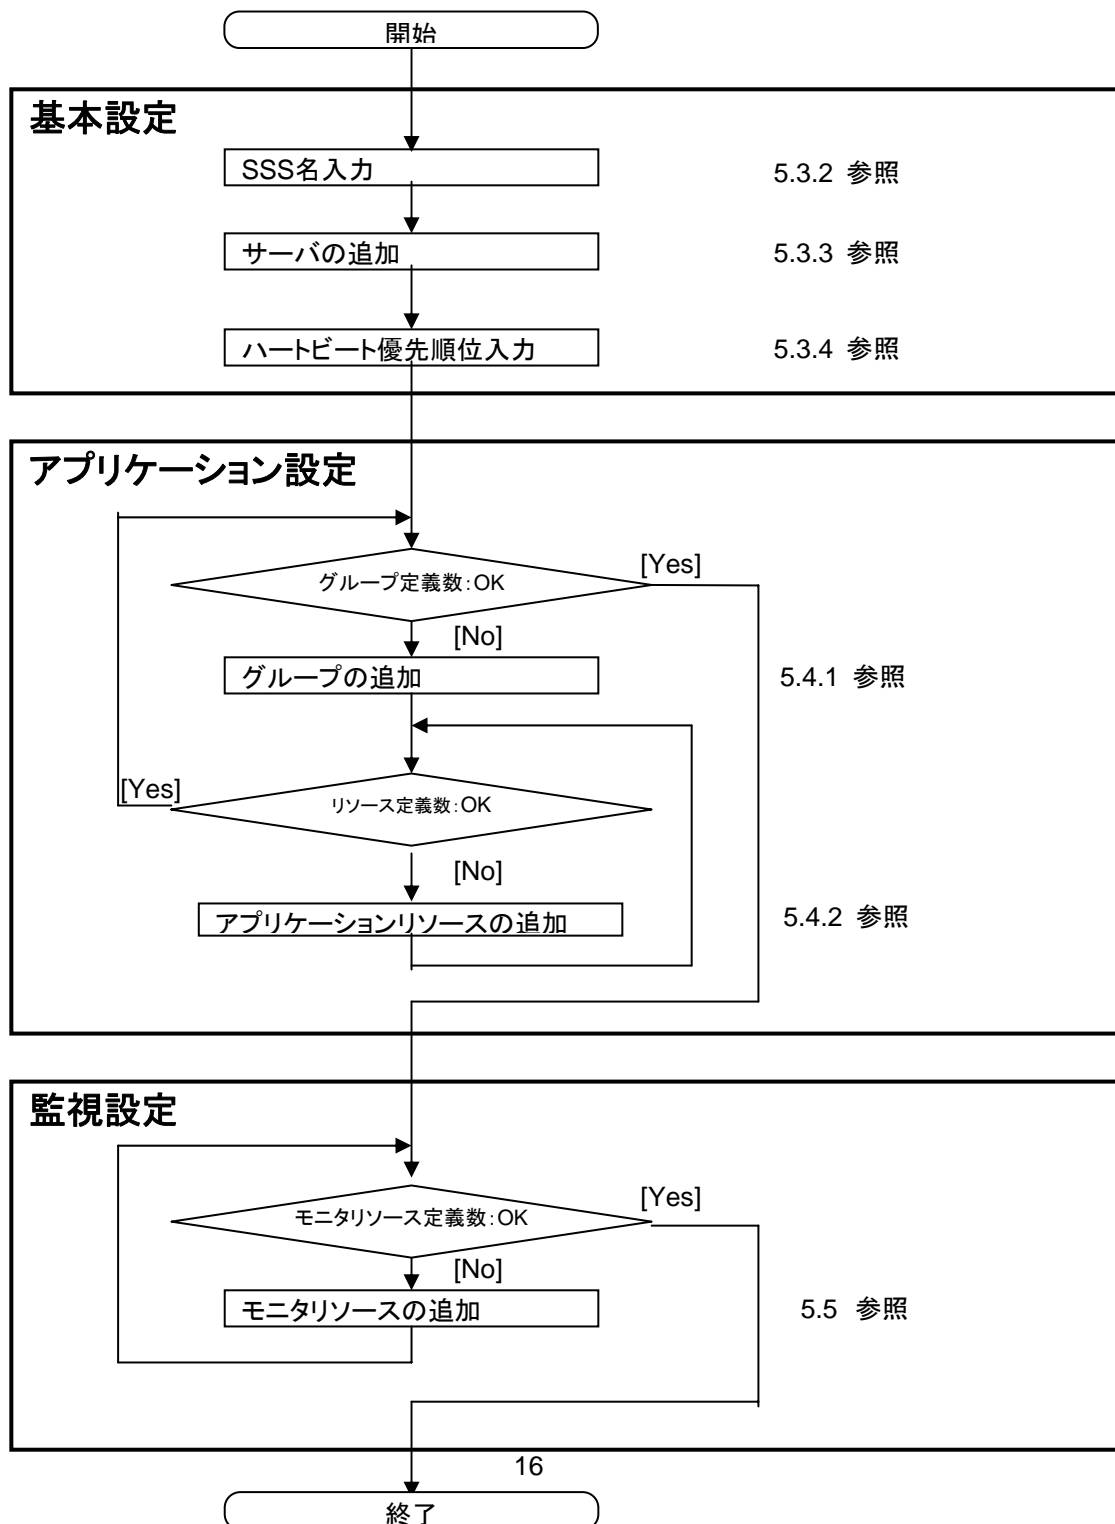 開始
基本設定
SSS名入力
5.3.2 参照
サーバの追加
5.3.3 参照
ハートビート優先順位入力
5.3.4 参照
アプリケーション設定
グループ定義数:OK
[Yes]
[No]
グループの追加
5.4.1 参照
[Yes]
リソース定義数:OK
[No]
アプリケーションリソースの追加
5.4.2 参照
監視設定
モニタリソース定義数:OK
[Yes]
[No]
モニタリソースの追加
5.5 参照
16
終了